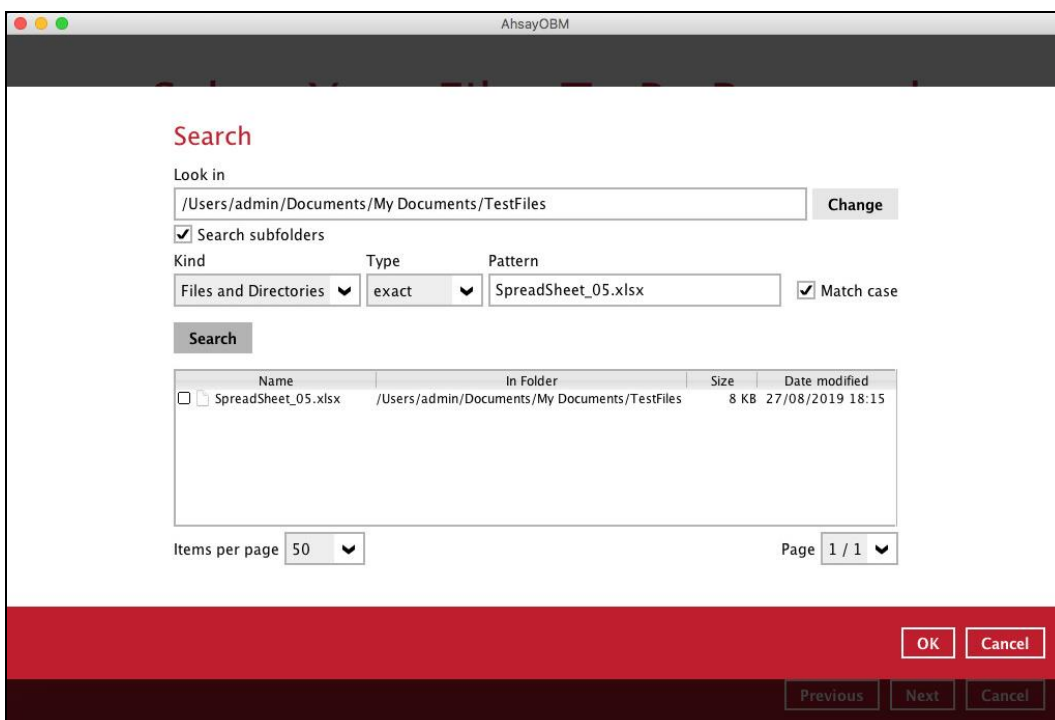 AhsayOBM
Search
Look in
/Users/admin/Documents/My Documents/TestFiles
Change
Search subfolders
Kind Type Pattern
Files and Directories exact SpreadSheet_05.xlsx Match case
Search
Name In Folder Size Date modified
SpreadSheet_05.xlsx /Users/admin/Documents/My Documents/TestFiles 8 KB 27/08/2019 18:15
Items per page 50 Page 1 / 1
OK Cancel
Previous Next Cancel